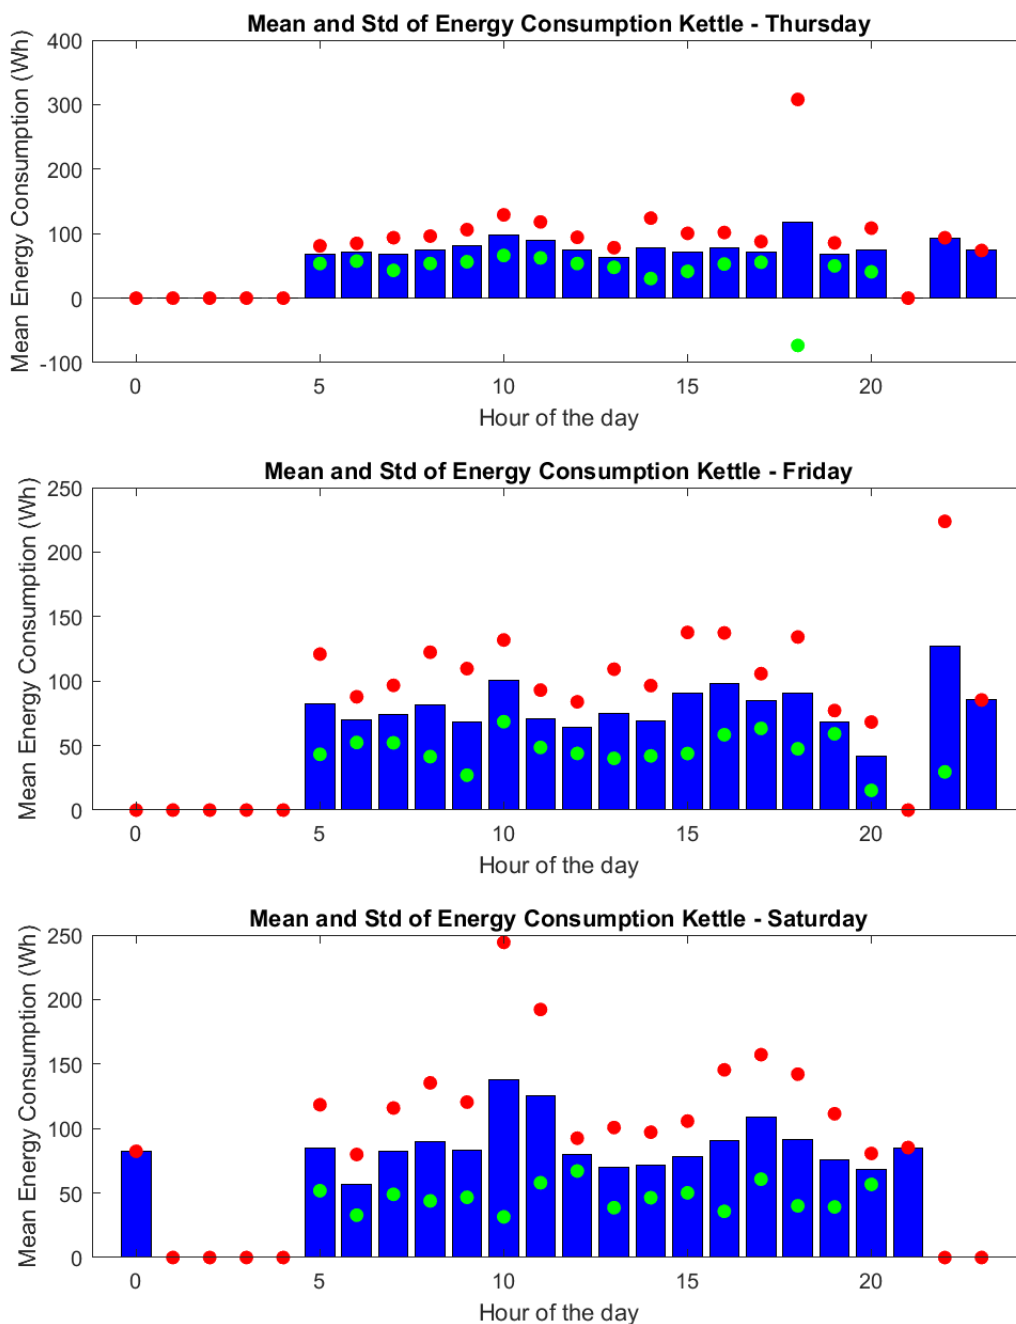 Mean and Std of Energy Consumption Kettle - Thursday
Mean Energy Consumption (Wh)
400
300
200
100
0
-100
0 5 10 15 20
Hour of the day
Mean and Std of Energy Consumption Kettle - Friday
Mean Energy Consumption (Wh)
250
200
150
100
50
0
0 5 10 15 20
Hour of the day
Mean and Std of Energy Consumption Kettle - Saturday
Mean Energy Consumption (Wh)
250
200
150
100
50
0
0 5 10 15 20
Hour of the day